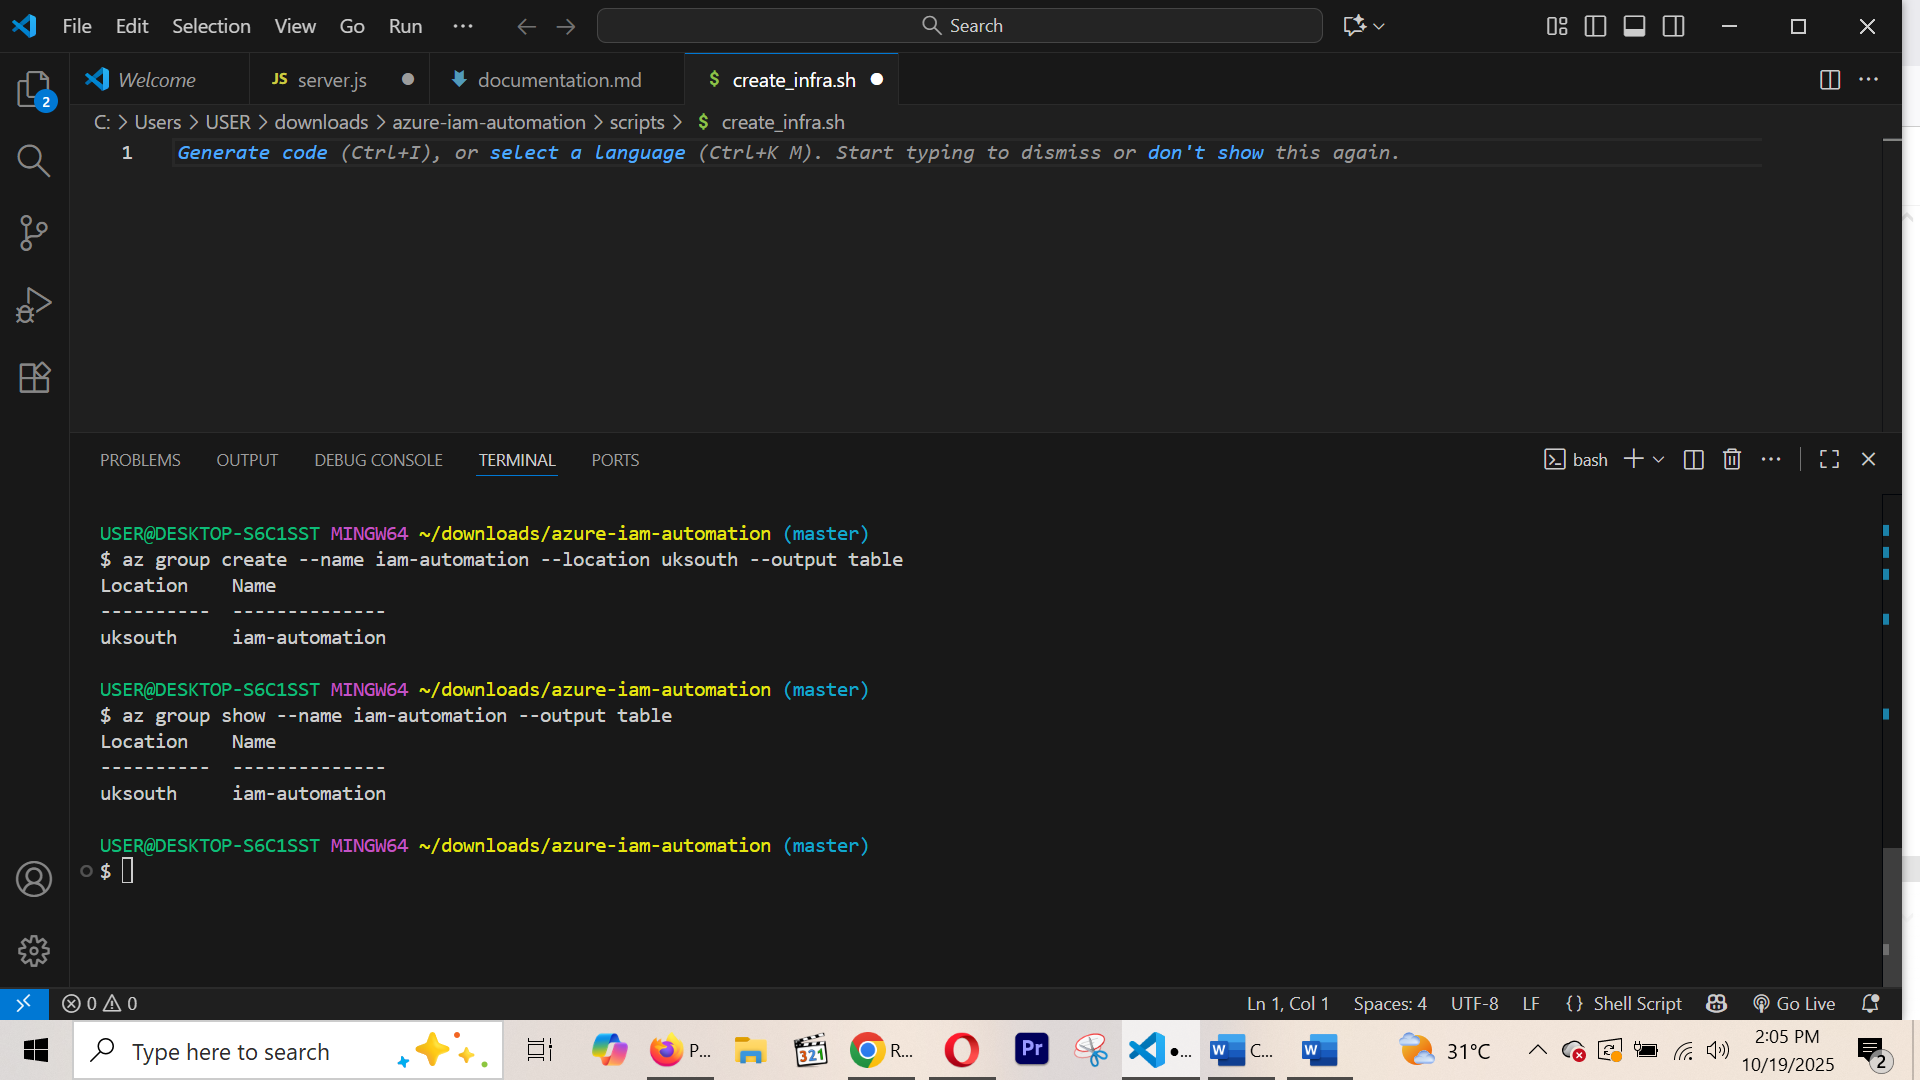 File Edit Selection View Go Run ··· Search
Welcome JS server.js documentation.md $ create_infra.sh
2
C: > Users > USER > downloads > azure-iam-automation > scripts > $ create_infra.sh
1 Generate code (Ctrl+I), or select a language (Ctrl+K M). Start typing to dismiss or don't show this again.
PROBLEMS OUTPUT DEBUG CONSOLE TERMINAL PORTS bash
USER@DESKTOP-S6C1SST MINGW64 ~/downloads/azure-iam-automation (master)
$ az group create --name iam-automation --location uksouth --output table
Location Name
---------- --------------
uksouth iam-automation
USER@DESKTOP-S6C1SST MINGW64 ~/downloads/azure-iam-automation (master)
$ az group show --name iam-automation --output table
Location Name
---------- --------------
uksouth iam-automation
USER@DESKTOP-S6C1SST MINGW64 ~/downloads/azure-iam-automation (master)
$
0 0 Ln 1, Col 1 Spaces: 4 UTF-8 LF {} Shell Script Go Live
Type here to search P... 321 R... Pr ●... W C... W 31°C 2:05 PM
10/19/2025 2